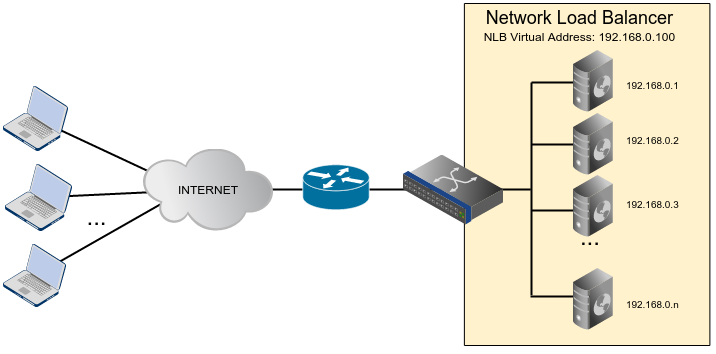 Network Load Balancer
NLB Virtual Address: 192.168.0.100
192.168.0.1
192.168.0.2
INTERNET
192.168.0.3
...
...
192.168.0.n